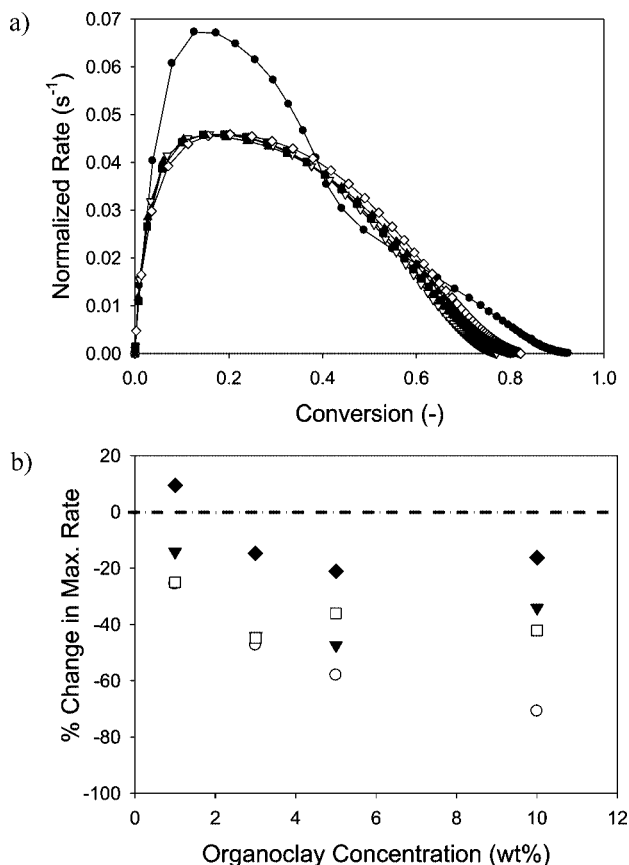 a)
Normalized Rate (s⁻¹)
0.07
0.06
0.05
0.04
0.03
0.02
0.01
0.00
0.0 0.2 0.4 0.6 0.8 1.0
Conversion (-)
b)
% Change in Max. Rate
20
0
-20
-40
-60
-80
-100
0 2 4 6 8 10 12
Organoclay Concentration (wt%)